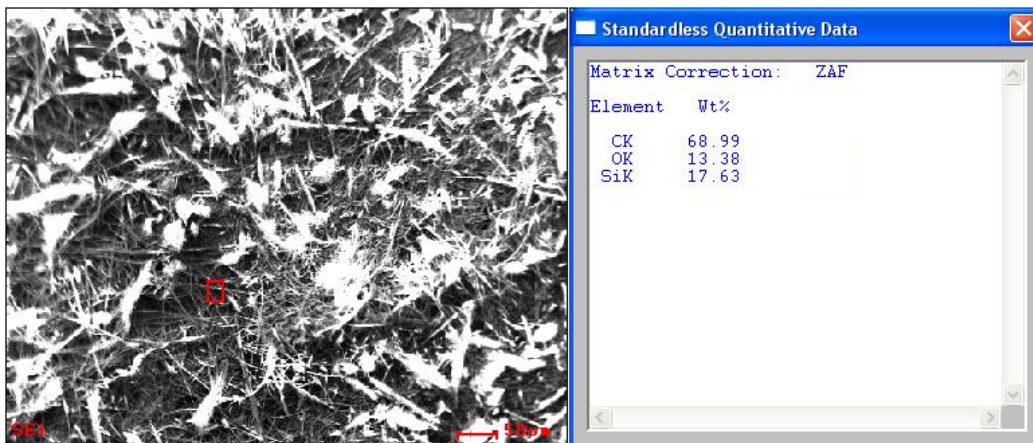 SEI
Standardless Quantitative Data
Matrix Correction: ZAF
Element Wt%
CK 68.99
OK 13.38
SiK 17.63